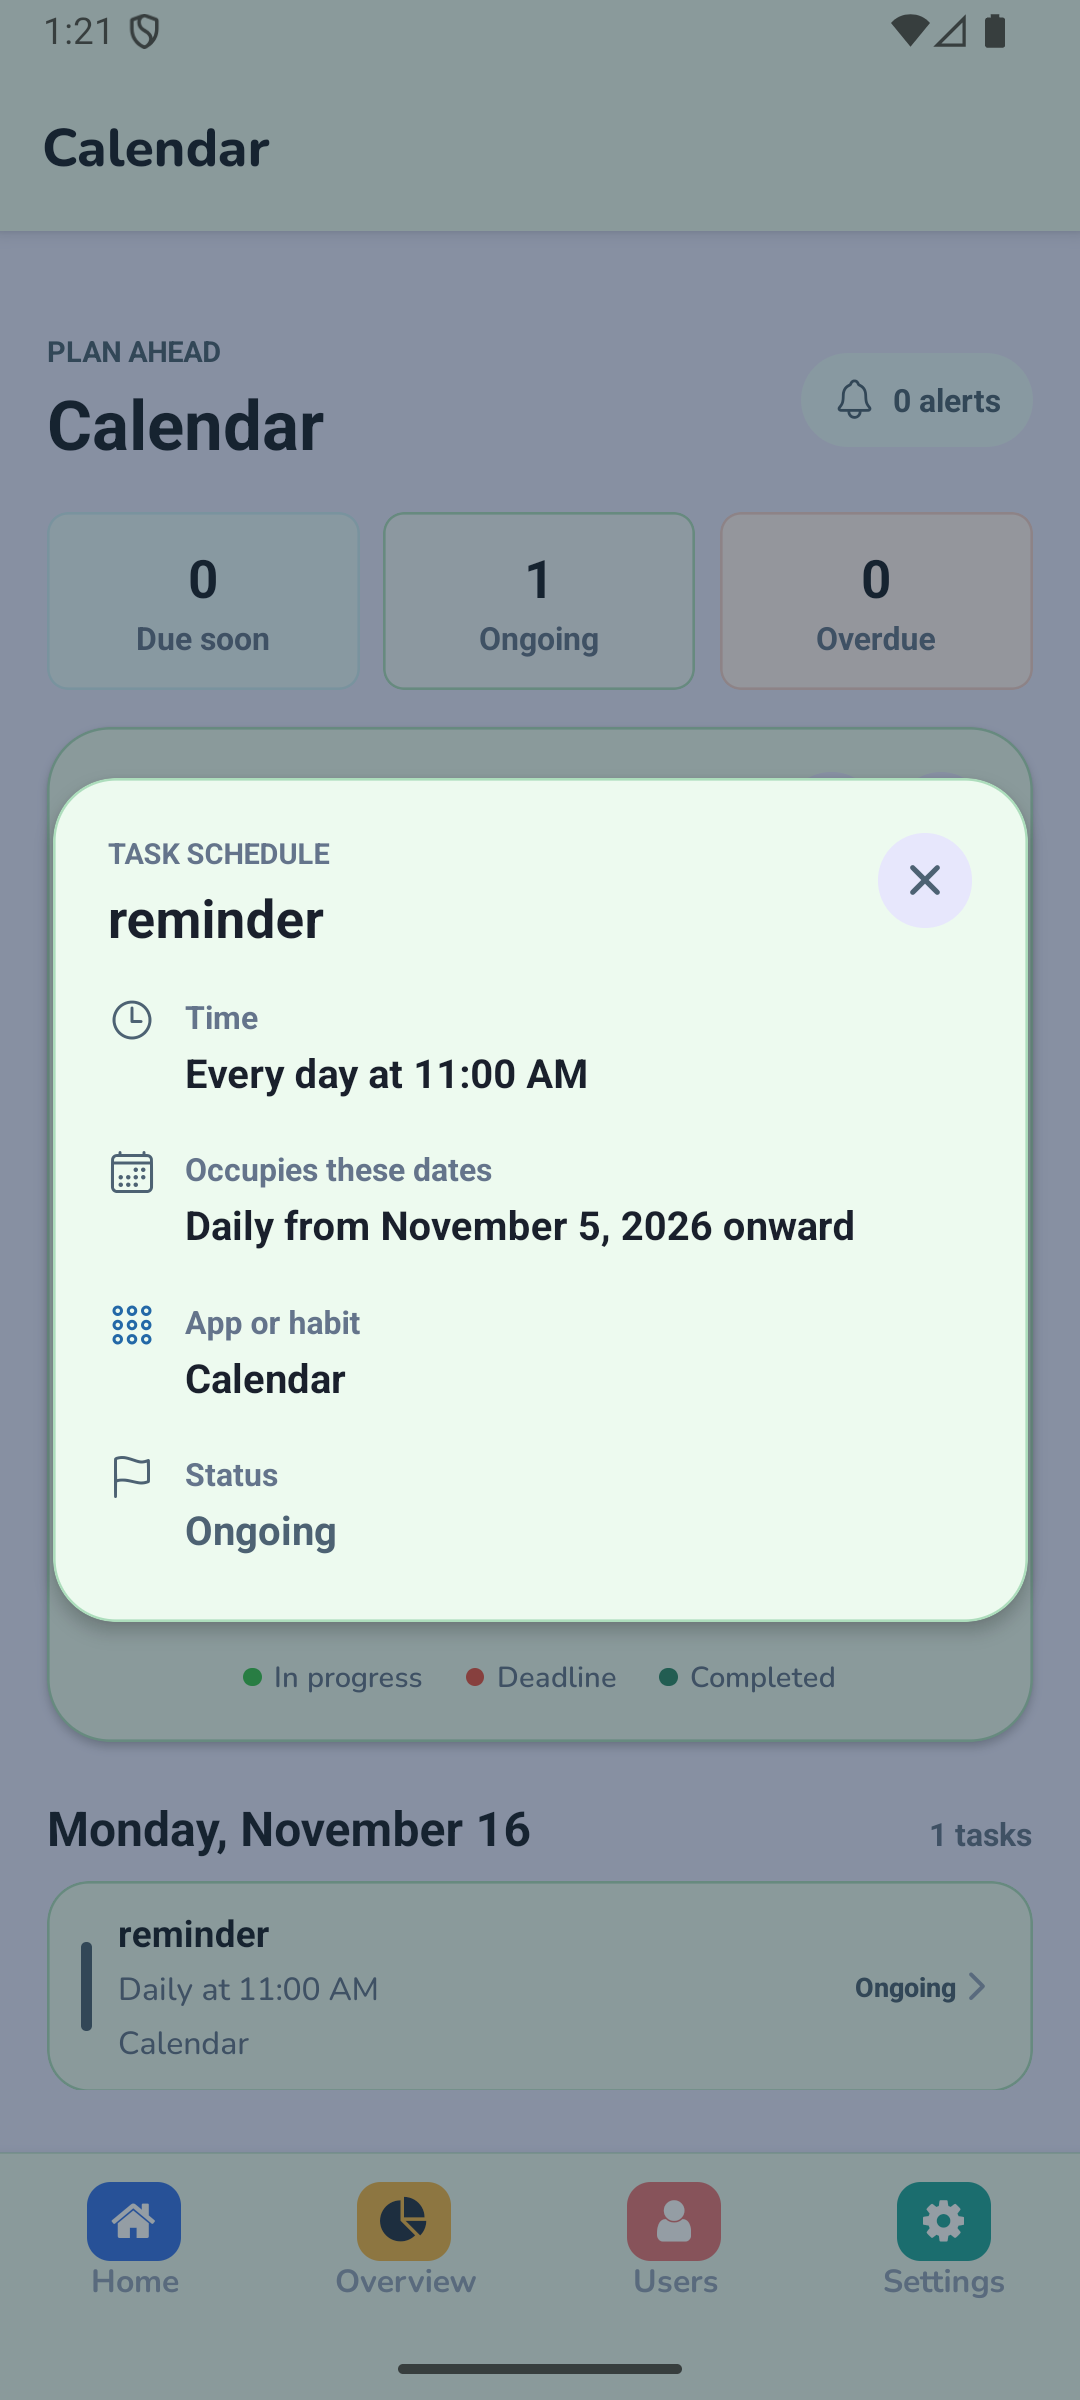 1:21
Calendar
PLAN AHEAD
Calendar
0 alerts
0
Due soon
1
Ongoing
0
Overdue
TASK SCHEDULE
reminder
Time
Every day at 11:00 AM
Occupies these dates
Daily from November 5, 2026 onward
App or habit
Calendar
Status
Ongoing
In progress
Deadline
Completed
Monday, November 16
1 tasks
reminder
Daily at 11:00 AM
Calendar
Ongoing
Home
Overview
Users
Settings